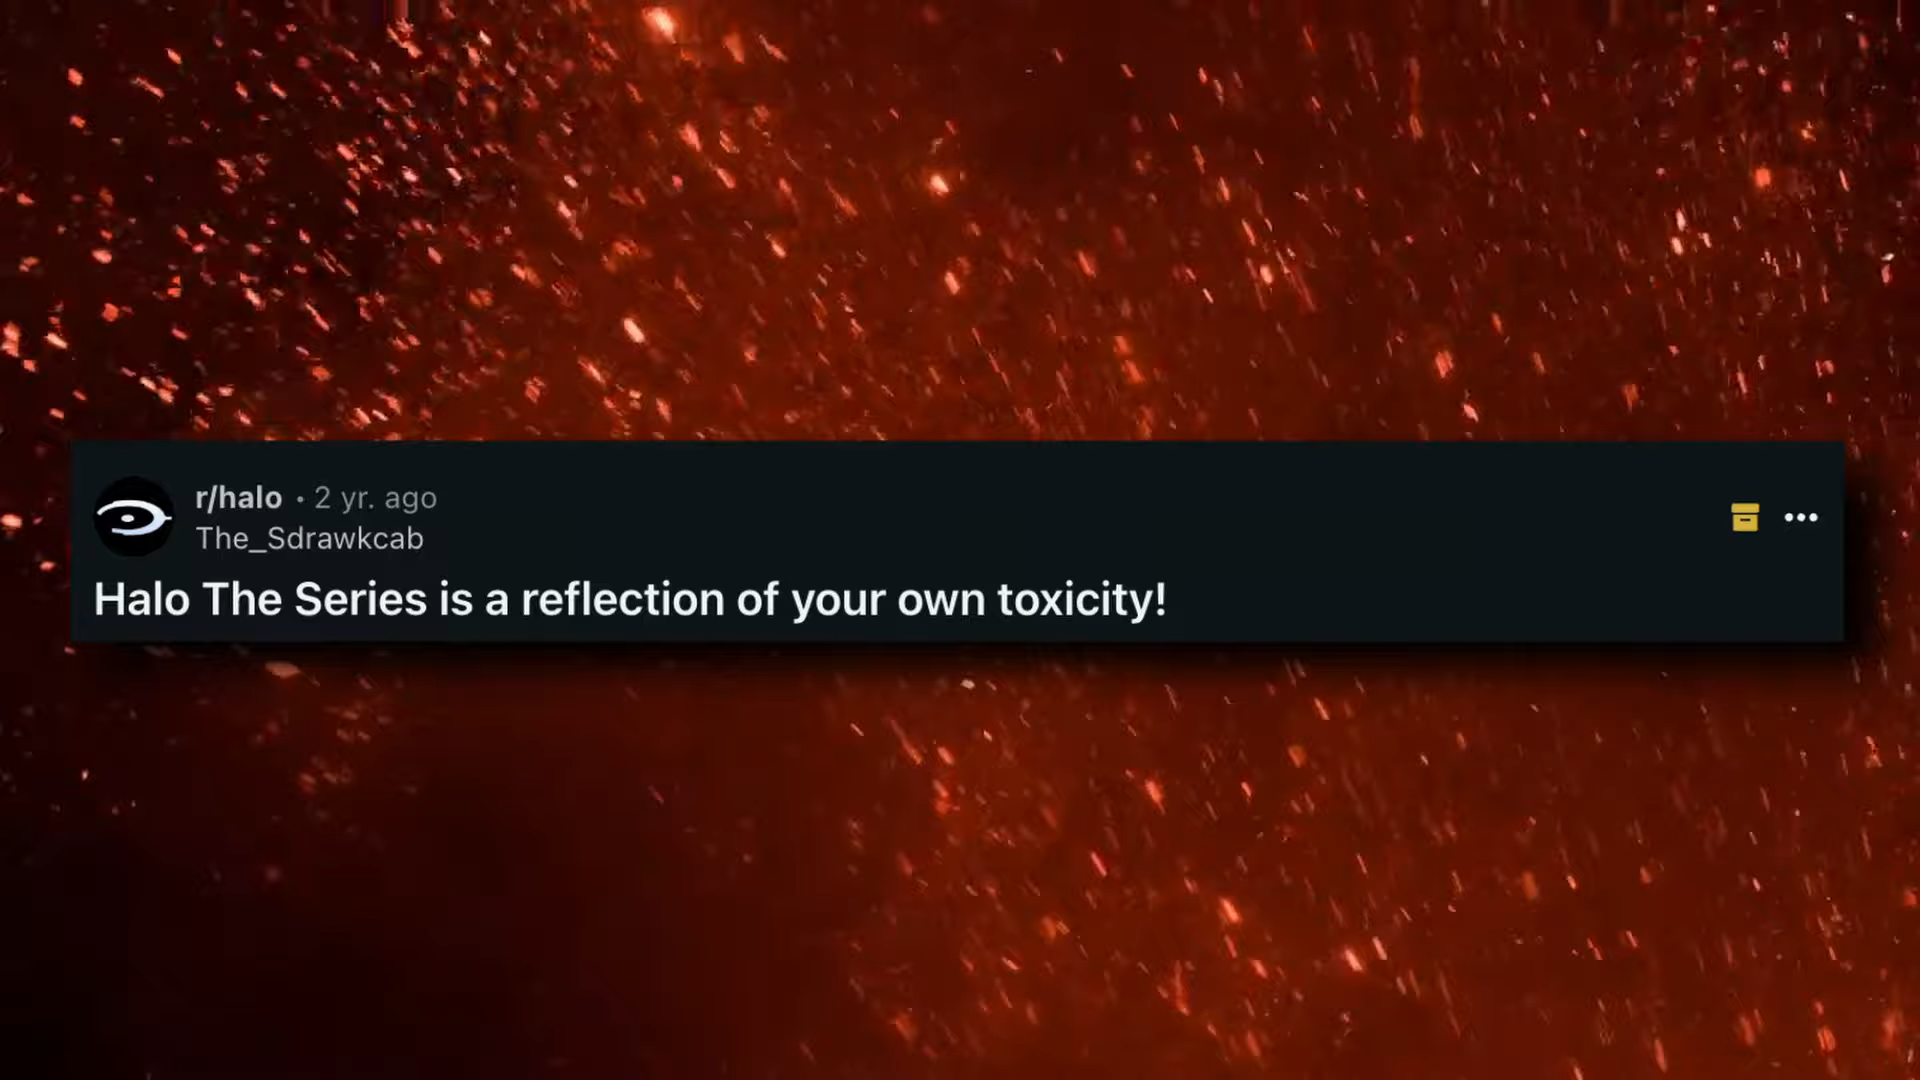 r/halo • 2 yr. ago
The_Sdrawkcab
Halo The Series is a reflection of your own toxicity!